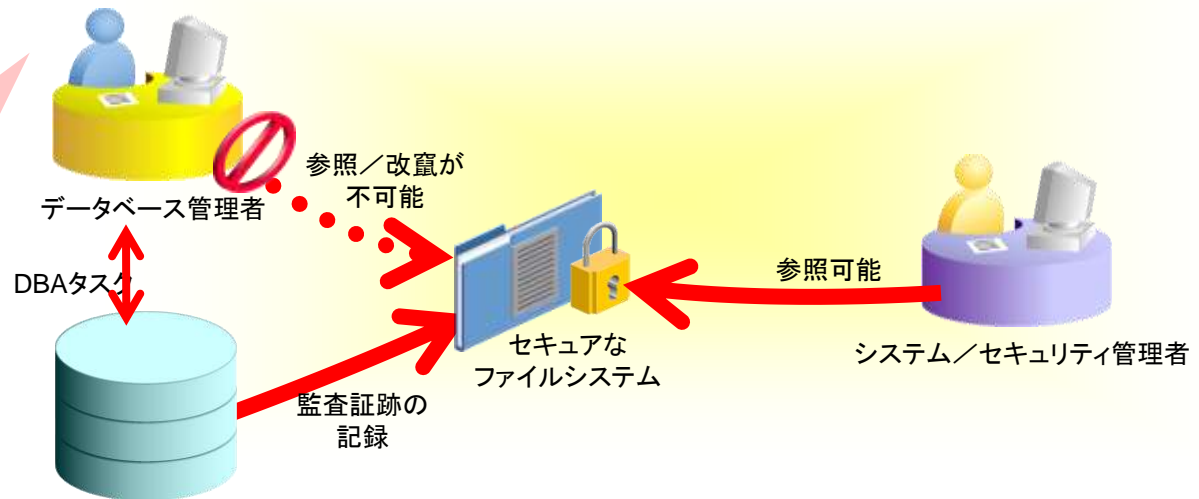 参照／改竄が
不可能
データベース管理者
DBAタスク
参照可能
セキュアな
ファイルシステム
システム／セキュリティ管理者
監査証跡の
記録